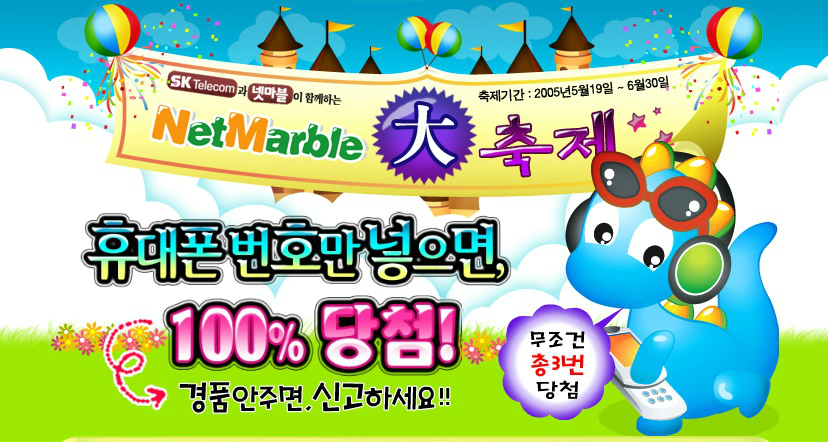 SK Telecom과 넷마블이 함께하는
축제기간 : 2005년5월19일 ~ 6월30일
NetMarble 大 축제
휴대폰 번호만 넣으면,
100% 당첨!
경품안주면, 신고하세요!!
무조건
총3번
당첨